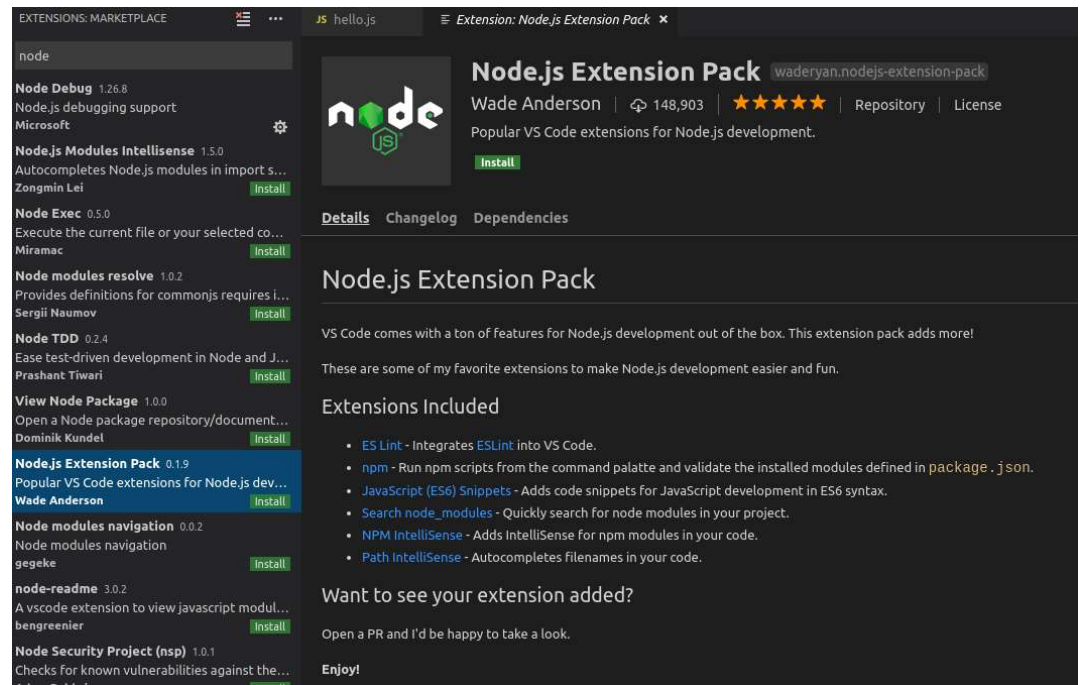 EXTENSIONS: MARKETPLACE
node
Node Debug 1.26.8
Node.js debugging support
Microsoft
Node.js Modules Intellisense 1.5.0
Autocompletes Node.js modules in import s...
Zongmin Lei Install
Node Exec 0.5.0
Execute the current file or your selected co...
Miramac Install
Node modules resolve 1.0.2
Provides definitions for commonjs requires i...
Sergii Naumov Install
Node TDD 0.2.4
Ease test-driven development in Node and J...
Prashant Tiwari Install
View Node Package 1.0.0
Open a Node package repository/document...
Dominik Kundel Install
Node.js Extension Pack 0.1.9
Popular VS Code extensions for Node.js dev...
Wade Anderson Install
Node modules navigation 0.0.2
Node modules navigation
gegeke Install
node-readme 3.0.2
A vscode extension to view javascript modul...
bengreenier Install
Node Security Project (nsp) 1.0.1
Checks for known vulnerabilities against the...
JS hello.js Extension: Node.js Extension Pack
node
JS
Node.js Extension Pack waderyan.nodejs-extension-pack
Wade Anderson 148,903 Repository License
Popular VS Code extensions for Node.js development.
Install
Details Changelog Dependencies
Node.js Extension Pack
VS Code comes with a ton of features for Node.js development out of the box. This extension pack adds more!
These are some of my favorite extensions to make Node.js development easier and fun.
Extensions Included
• ES Lint - Integrates ESLint into VS Code.
• npm - Run npm scripts from the command palatte and validate the installed modules defined in package.json.
• JavaScript (ES6) Snippets - Adds code snippets for JavaScript development in ES6 syntax.
• Search node_modules - Quickly search for node modules in your project.
• NPM IntelliSense - Adds IntelliSense for npm modules in your code.
• Path IntelliSense - Autocompletes filenames in your code.
Want to see your extension added?
Open a PR and I'd be happy to take a look.
Enjoy!